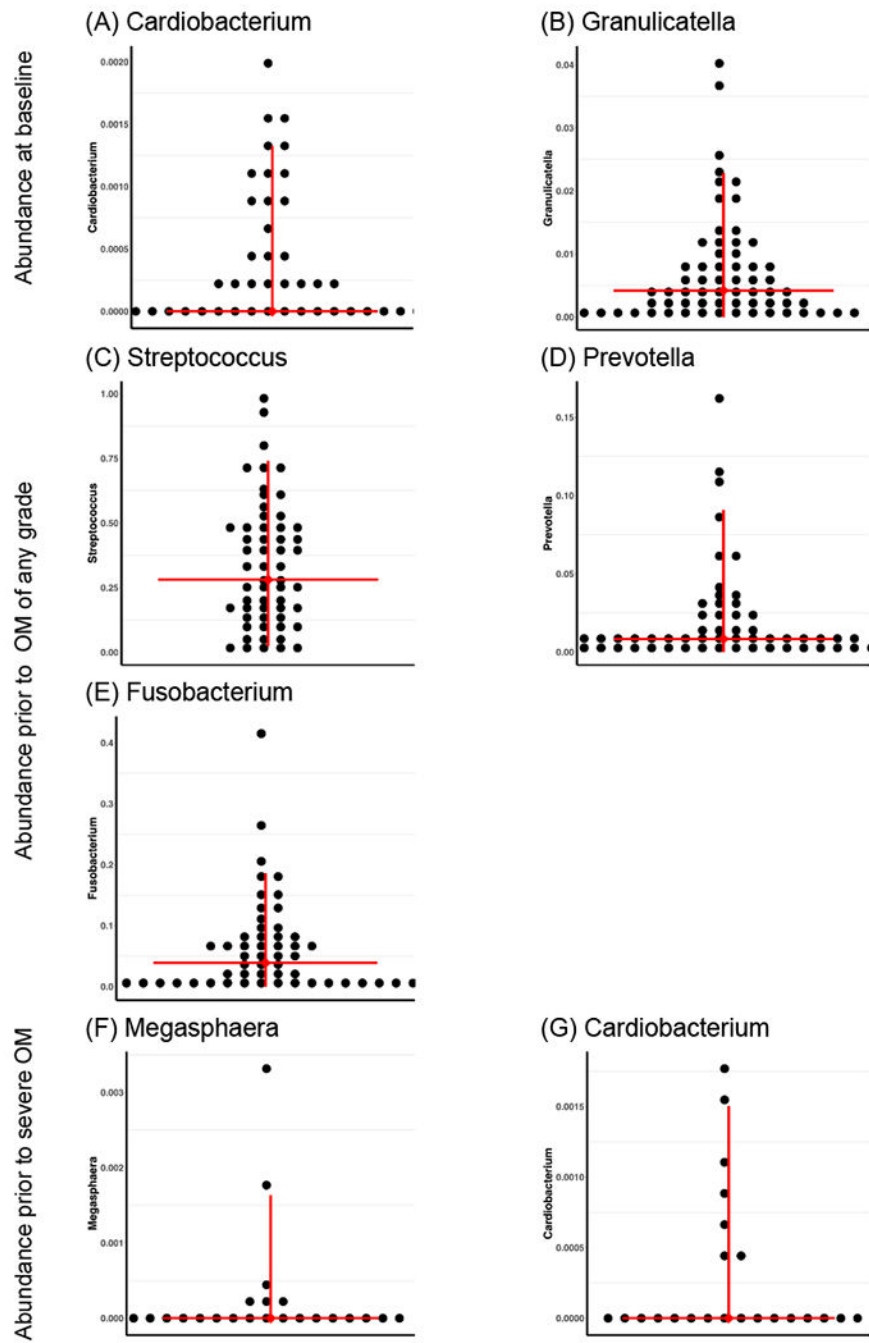 (A) Cardiobacterium
(B) Granulicatella
Abundance at baseline
Cardiobacterium
0.0020
0.0015
0.0010
0.0005
0.0000
Granulicatella
0.04
0.03
0.02
0.01
0.00
(C) Streptococcus
(D) Prevotella
Abundance prior to OM of any grade
Streptococcus
1.00
0.75
0.50
0.25
0.00
Prevotella
0.15
0.10
0.05
0.00
(E) Fusobacterium
Fusobacterium
0.4
0.3
0.2
0.1
0.0
(F) Megasphaera
(G) Cardiobacterium
Abundance prior to severe OM
Megasphaera
0.003
0.002
0.001
0.000
Cardiobacterium
0.0015
0.0010
0.0005
0.0000